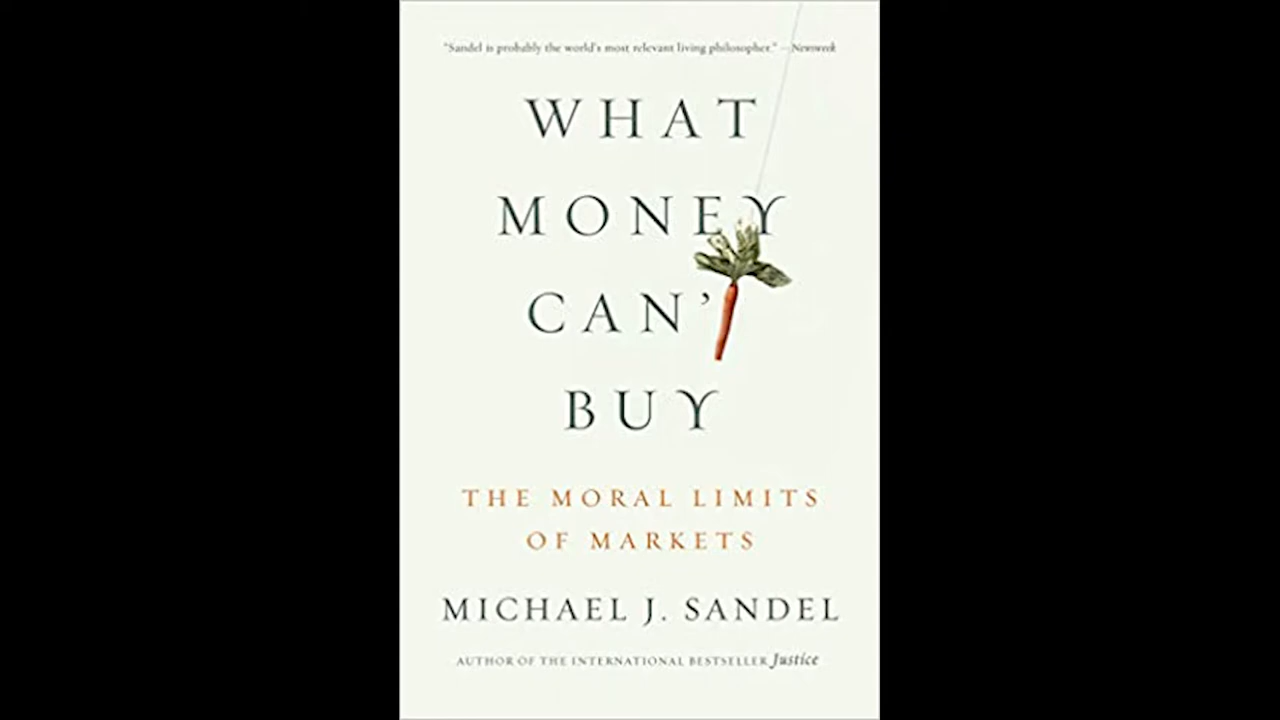 "Sandel is probably the world's most relevant living philosopher." —Newsweek
WHAT
MONEY
CAN'
BUY
THE MORAL LIMITS
OF MARKETS
MICHAEL J. SANDEL
AUTHOR OF THE INTERNATIONAL BESTSELLER Justice